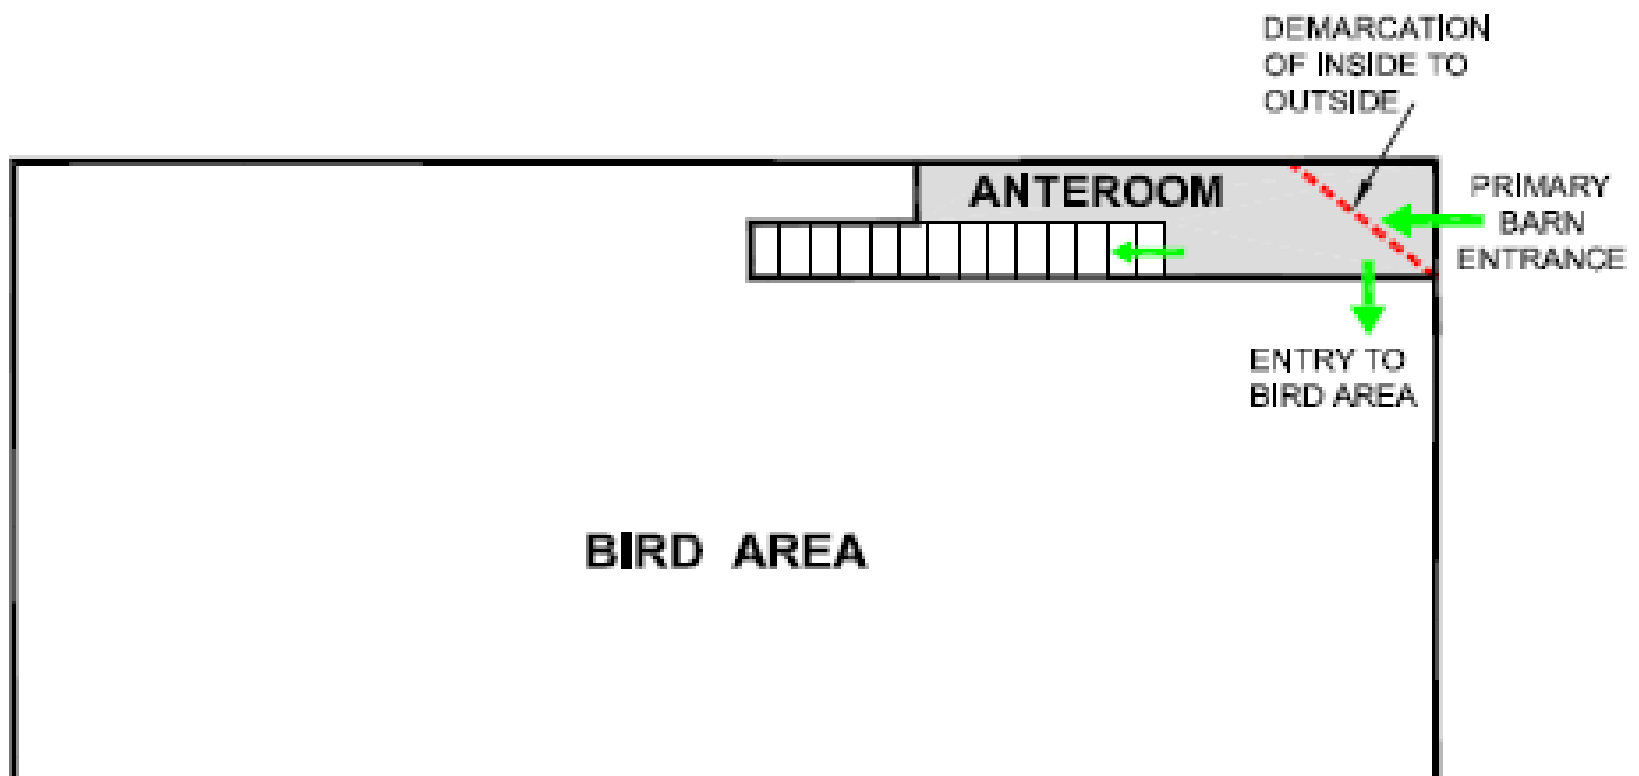 DEMARCATION
OF INSIDE TO
OUTSIDE
ANTEROOM
PRIMARY
BARN
ENTRANCE
ENTRY TO
BIRD AREA
BIRD AREA